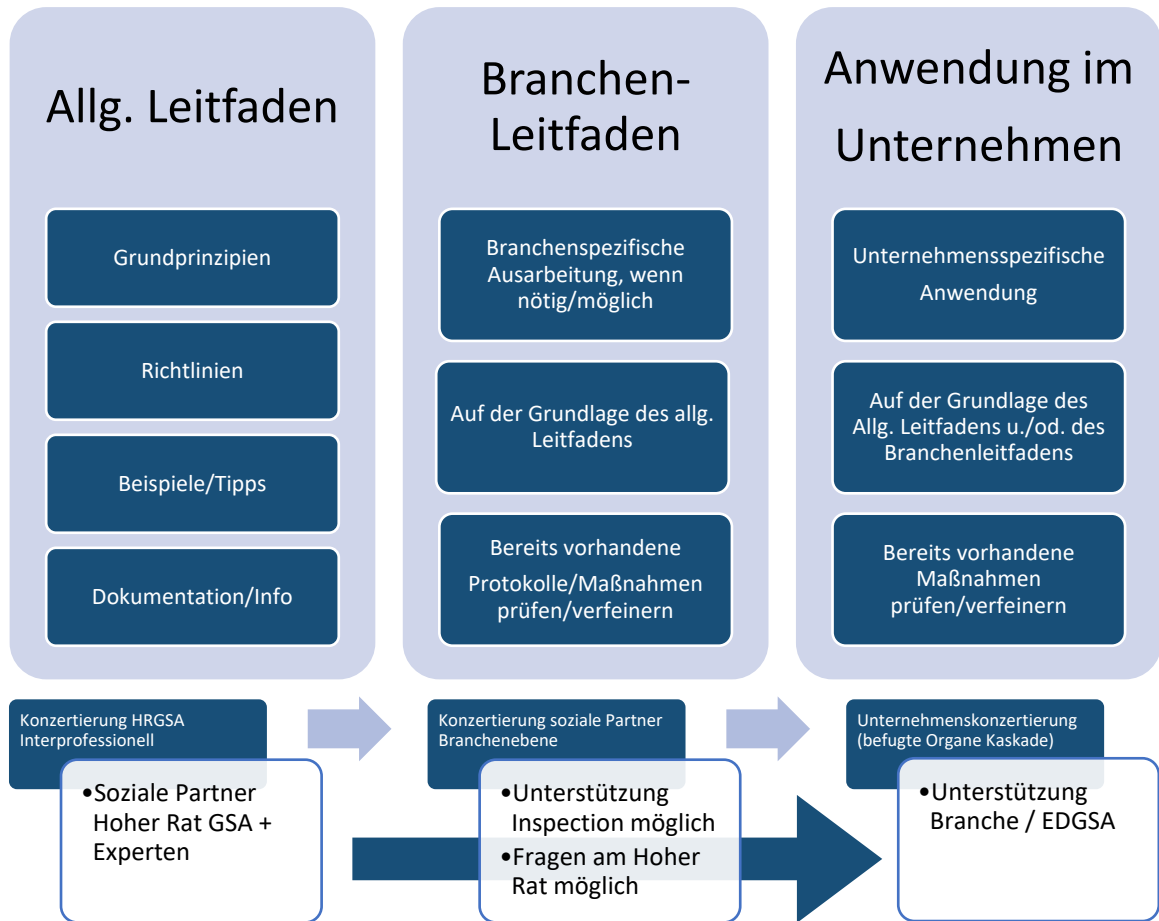 Allg. Leitfaden
Grundprinzipien
Richtlinien
Beispiele/Tipps
Dokumentation/Info
Branchen-
Leitfaden
Branchenspezifische
Ausarbeitung, wenn
nötig/möglich
Auf der Grundlage des allg.
Leitfadens
Bereits vorhandene
Protokolle/Maßnahmen
prüfen/verfeinern
Anwendung im
Unternehmen
Unternehmensspezifische
Anwendung
Auf der Grundlage des
Allg. Leitfadens u./od. des
Branchenleitfadens
Bereits vorhandene
Maßnahmen
prüfen/verfeinern
Konzertierung HRGSA
Interprofessionell
•Soziale Partner
Hoher Rat GSA +
Experten
Konzertierung soziale Partner
Branchenebene
•Unterstützung
Inspection möglich
•Fragen am Hoher
Rat möglich
Unternehmenskonzertierung
(befugte Organe Kaskade)
•Unterstützung
Branche / EDGSA